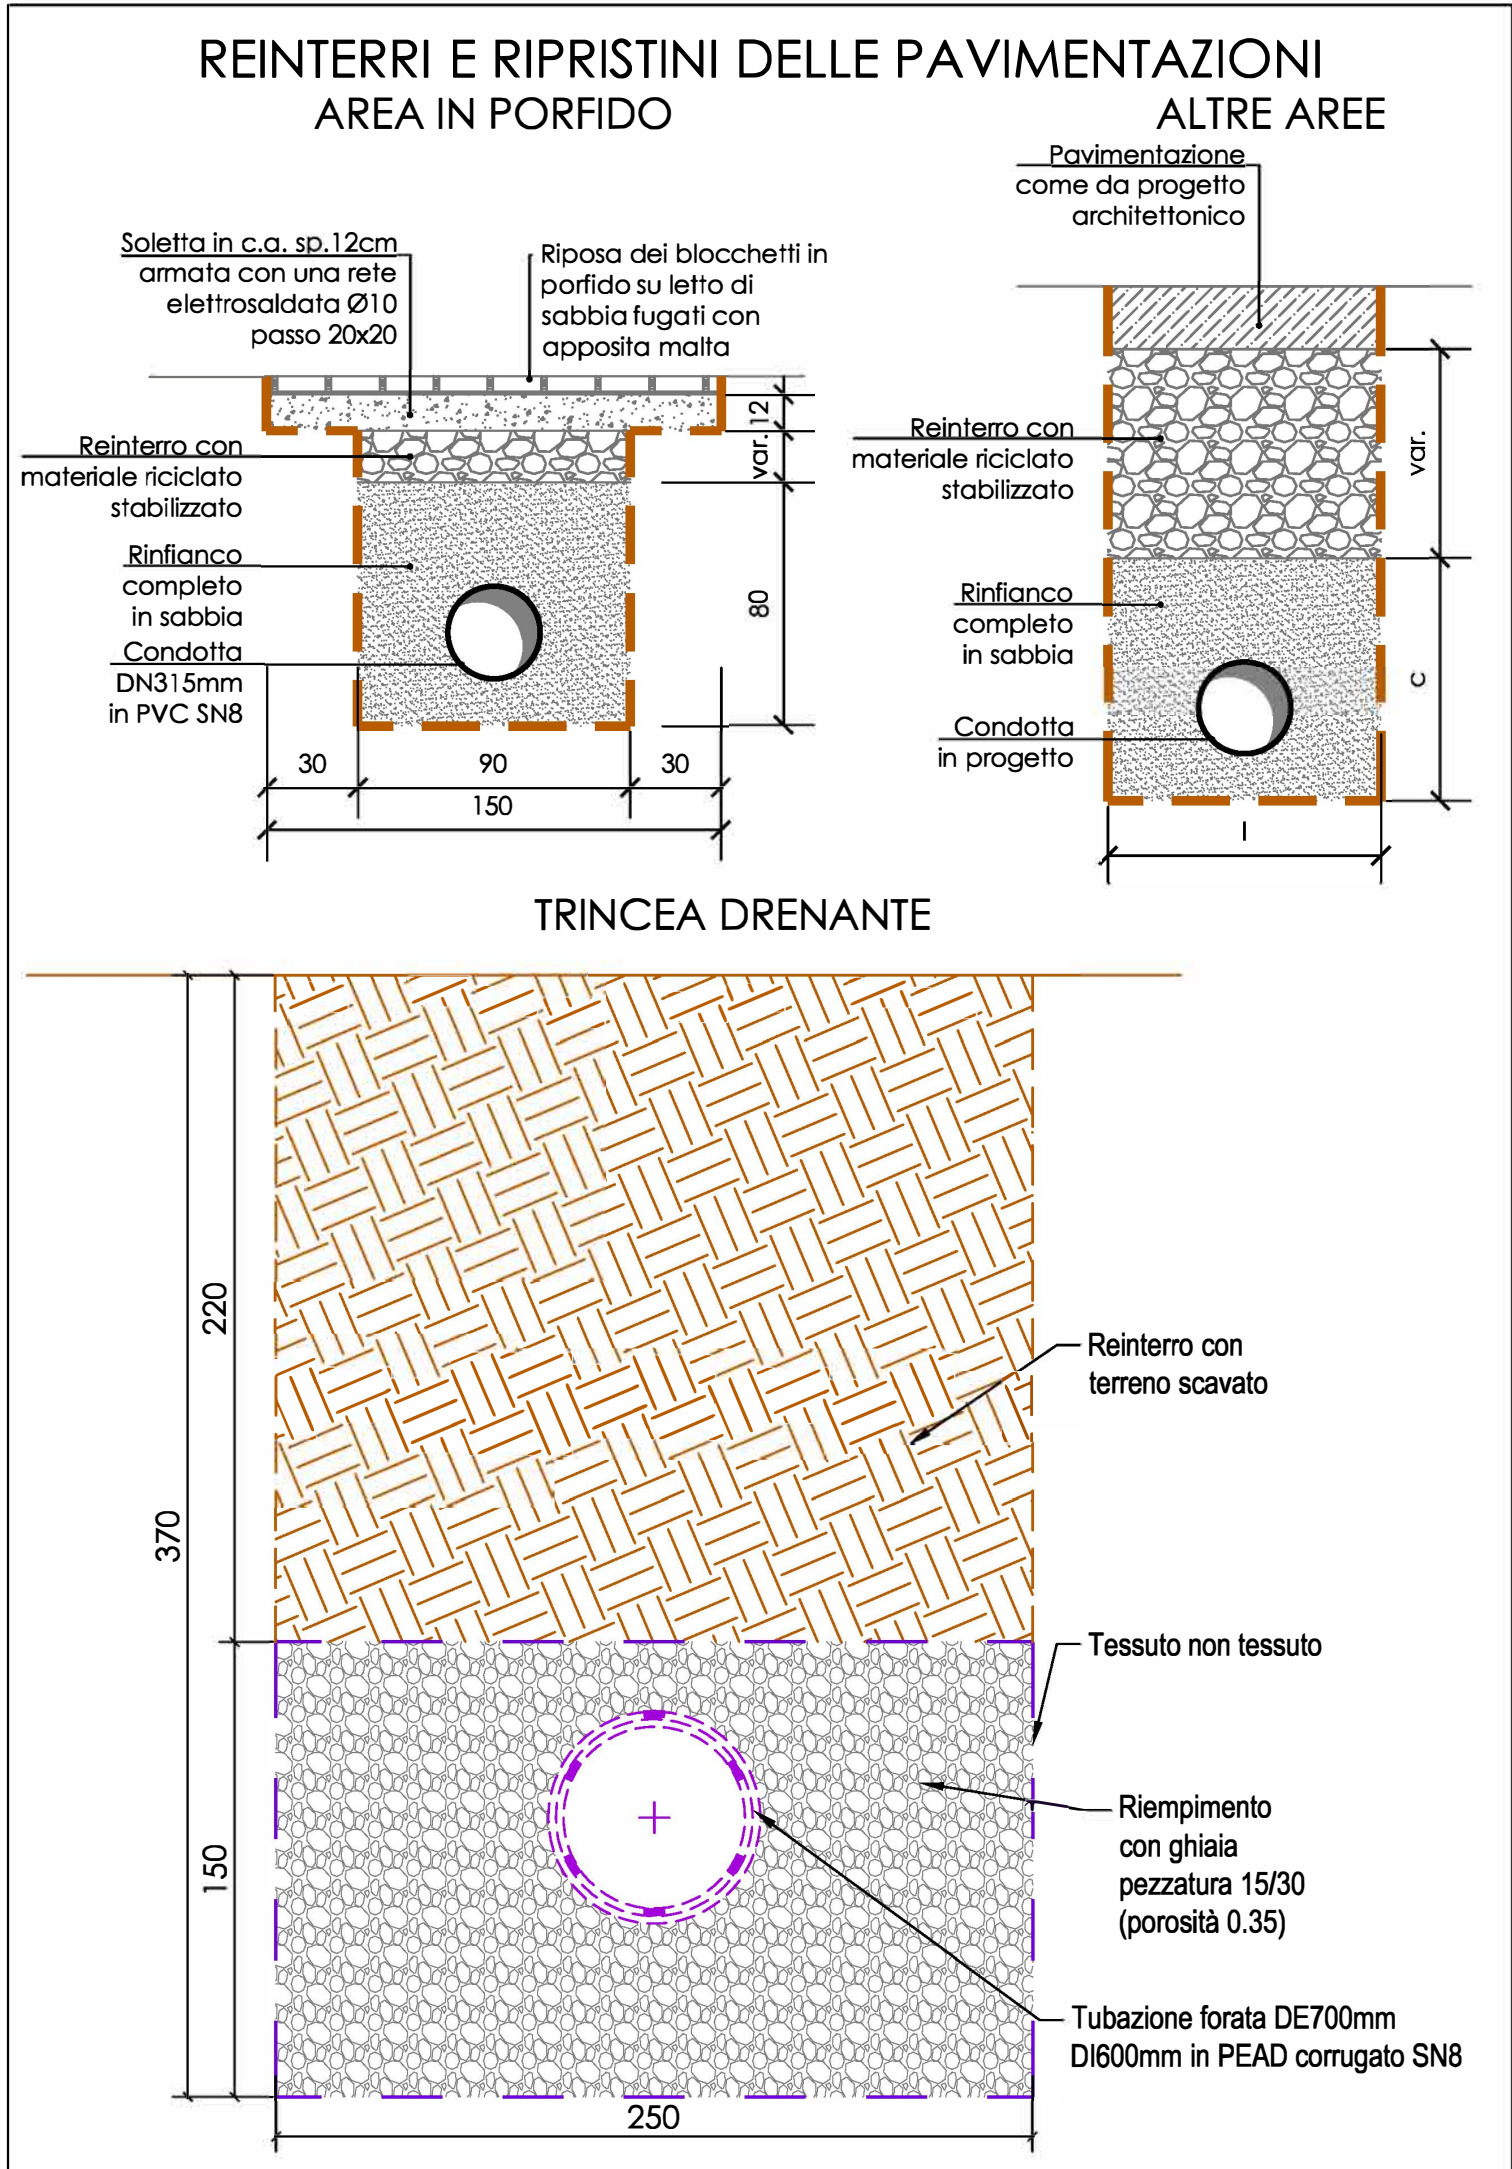 REINTERRI E RIPRISTINI DELLE PAVIMENTAZIONI
AREA IN PORFIDO
Soletta in c.a. sp.12cm
armata con una rete
elettrosaldata Ø10
passo 20x20
Riposa dei blocchetti in
porfido su letto di
sabbia fugati con
apposita malta
Reinterro con
materiale riciclato
stabilizzato
Rinfianco
completo
in sabbia
Condotta
DN315mm
in PVC SN8
12
var.
80
30
90
30
150
ALTRE AREE
Pavimentazione
come da progetto
architettonico
Reinterro con
materiale riciclato
stabilizzato
Rinfianco
completo
in sabbia
Condotta
in progetto
var.
c
l
TRINCEA DRENANTE
220
370
150
250
Reinterro con
terreno scavato
Tessuto non tessuto
Riempimento
con ghiaia
pezzatura 15/30
(porosità 0.35)
Tubazione forata DE700mm
DI600mm in PEAD corrugato SN8